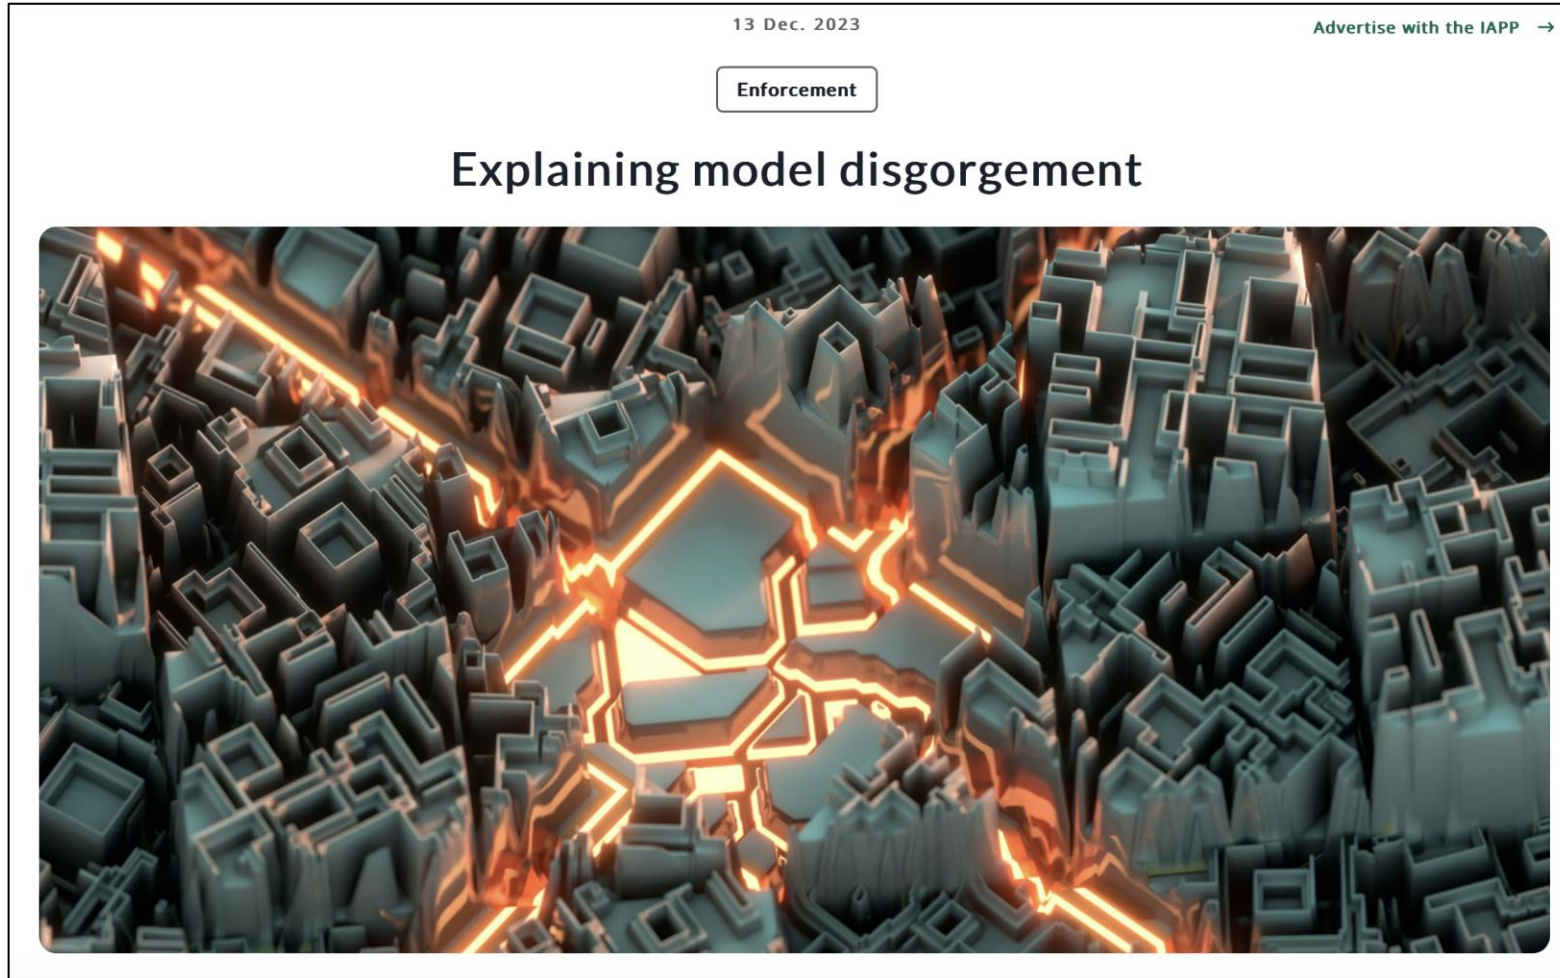 13 Dec. 2023
Advertise with the IAPP →
Enforcement
Explaining model disgorgement